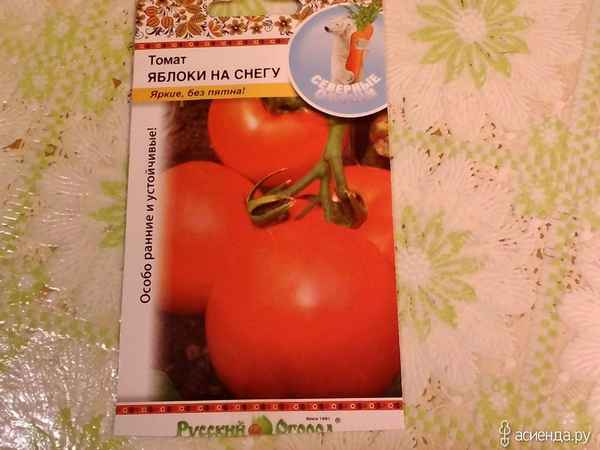 Томат
ЯБЛОКИ НА СНЕГУ
Яркие, без пятна!
СЕВЕРНЫЕ
Особо ранние и устойчивые!
Русский Огород®
асиенда.ру